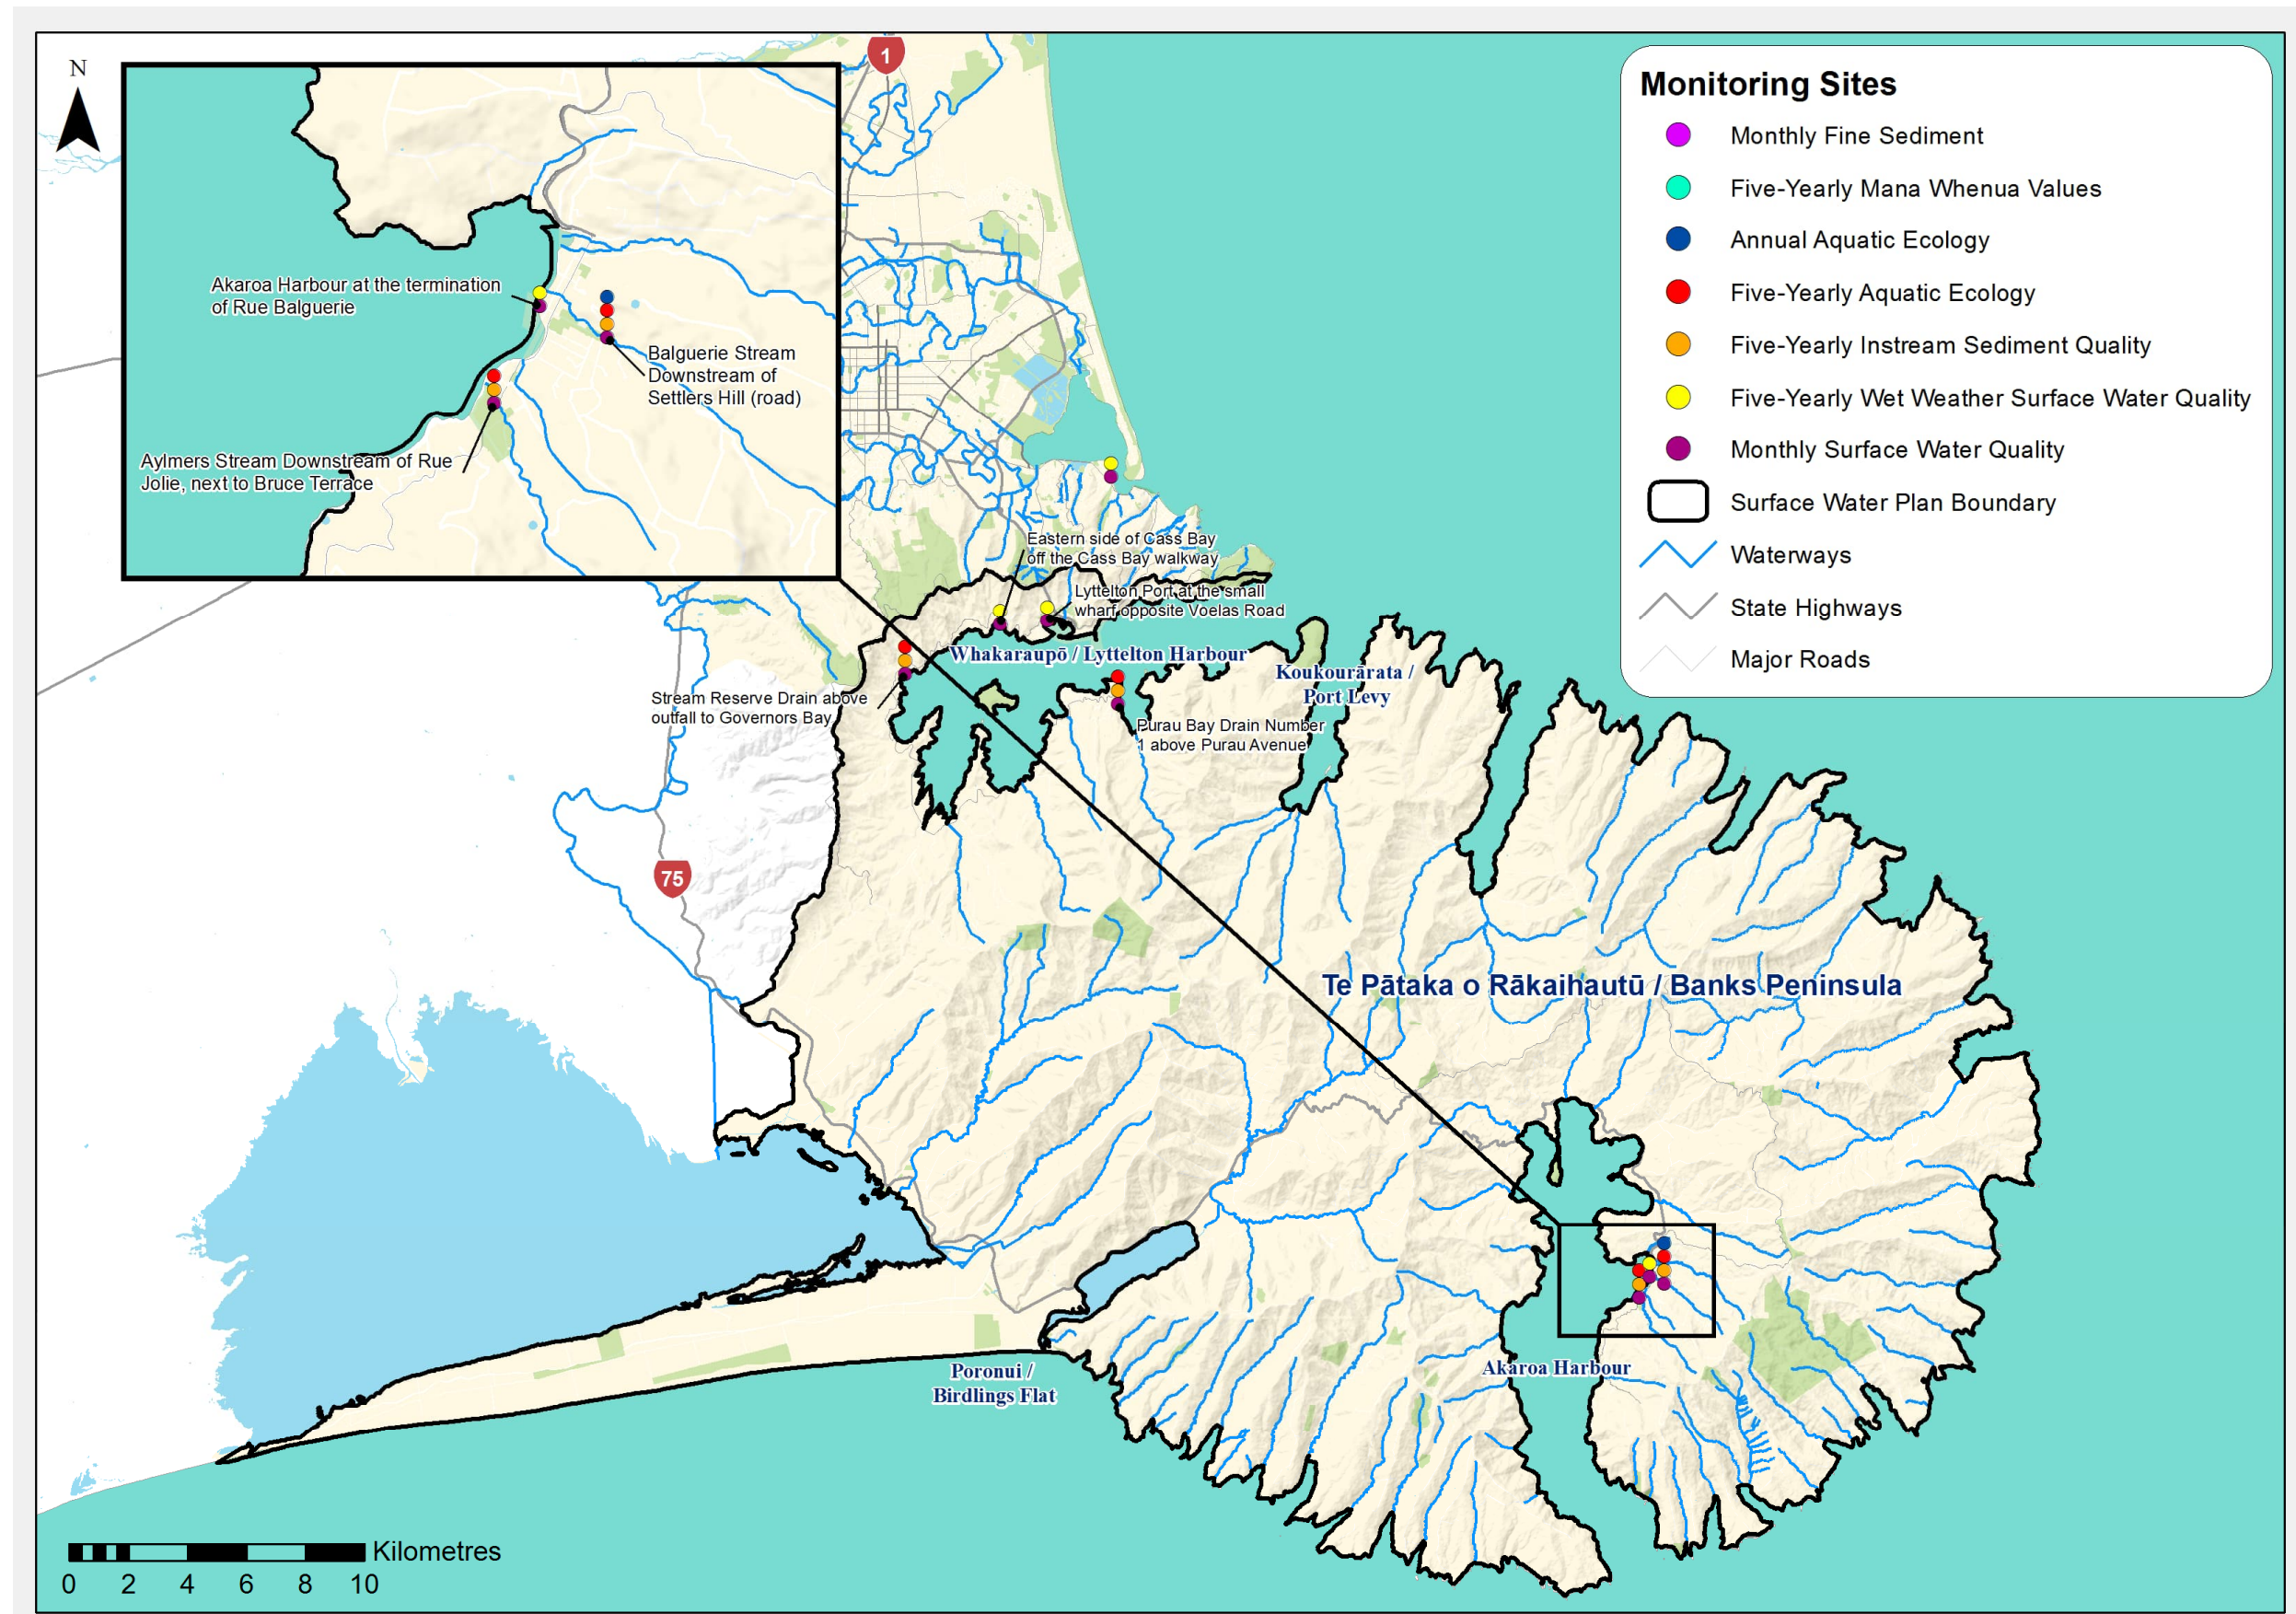 N
1
Monitoring Sites
Monthly Fine Sediment
Five-Yearly Mana Whenua Values
Annual Aquatic Ecology
Five-Yearly Aquatic Ecology
Five-Yearly Instream Sediment Quality
Five-Yearly Wet Weather Surface Water Quality
Monthly Surface Water Quality
Surface Water Plan Boundary
Waterways
State Highways
Major Roads
Akaroa Harbour at the termination
of Rue Balguerie
Balguerie Stream
Downstream of
Settlers Hill (road)
Aylmers Stream Downstream of Rue
Jolie, next to Bruce Terrace
Eastern side of Cass Bay
off the Cass Bay walkway
Lyttelton Port at the small
wharf opposite Voelas Road
Whakaraupō / Lyttelton Harbour
Koukourārata /
Port Levy
Stream Reserve Drain above
outfall to Governors Bay
Purau Bay Drain Number
1 above Purau Avenue
75
Te Pātaka o Rākaihautū / Banks Peninsula
Akaroa Harbour
Poronui /
Birdlings Flat
Kilometres
0 2 4 6 8 10